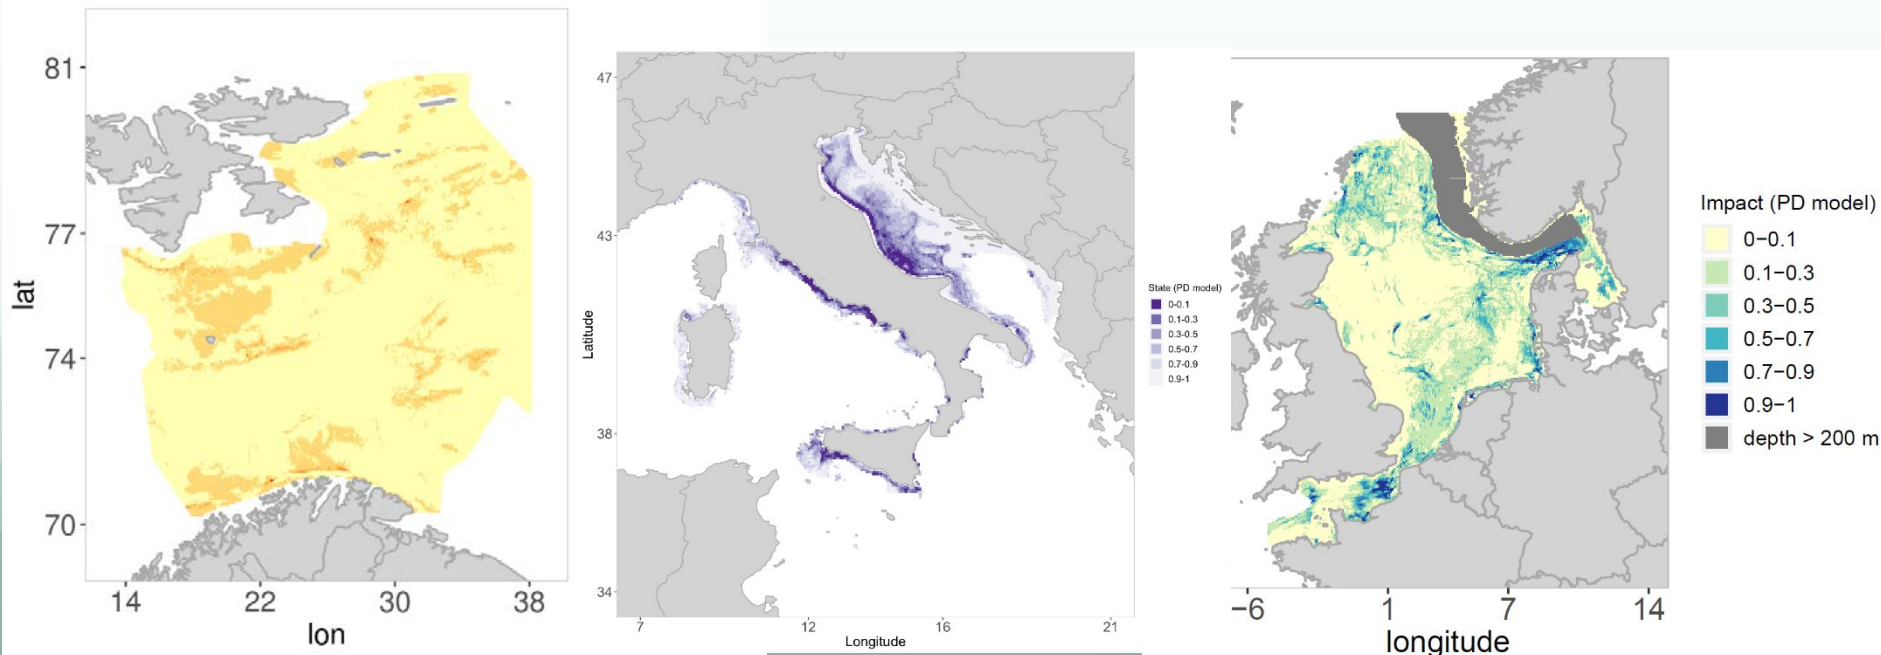 81
77
74
70
lat
14 22 30 38
lon
47
43
38
34
Latitude
7 12 16 21
Longitude
State (PD model)
0-0.1
0.1-0.3
0.3-0.5
0.5-0.7
0.7-0.9
0.9-1
−6 1 7 14
longitude
Impact (PD model)
0−0.1
0.1−0.3
0.3−0.5
0.5−0.7
0.7−0.9
0.9−1
depth > 200 m